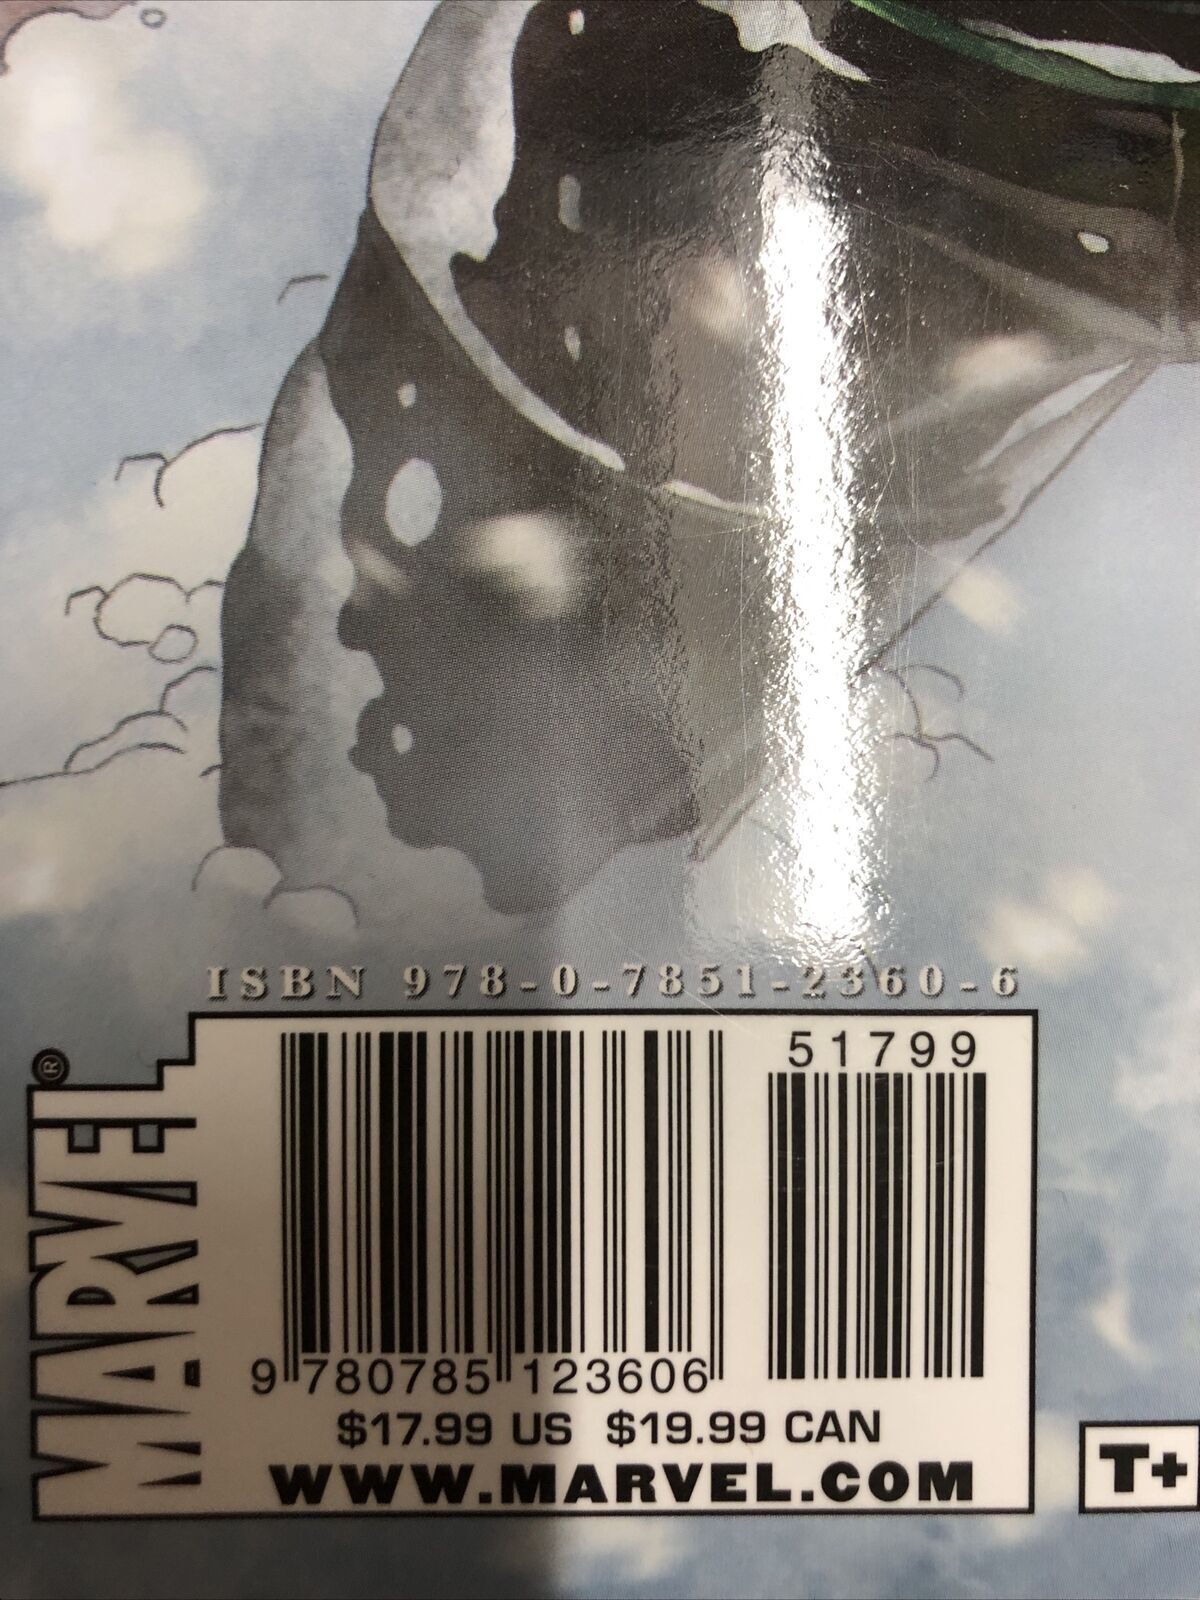 ISBN 978-0-7851-2360-6
MARVEL®
51799
9 780785 123606
$17.99 US $19.99 CAN
WWW.MARVEL.COM
T+